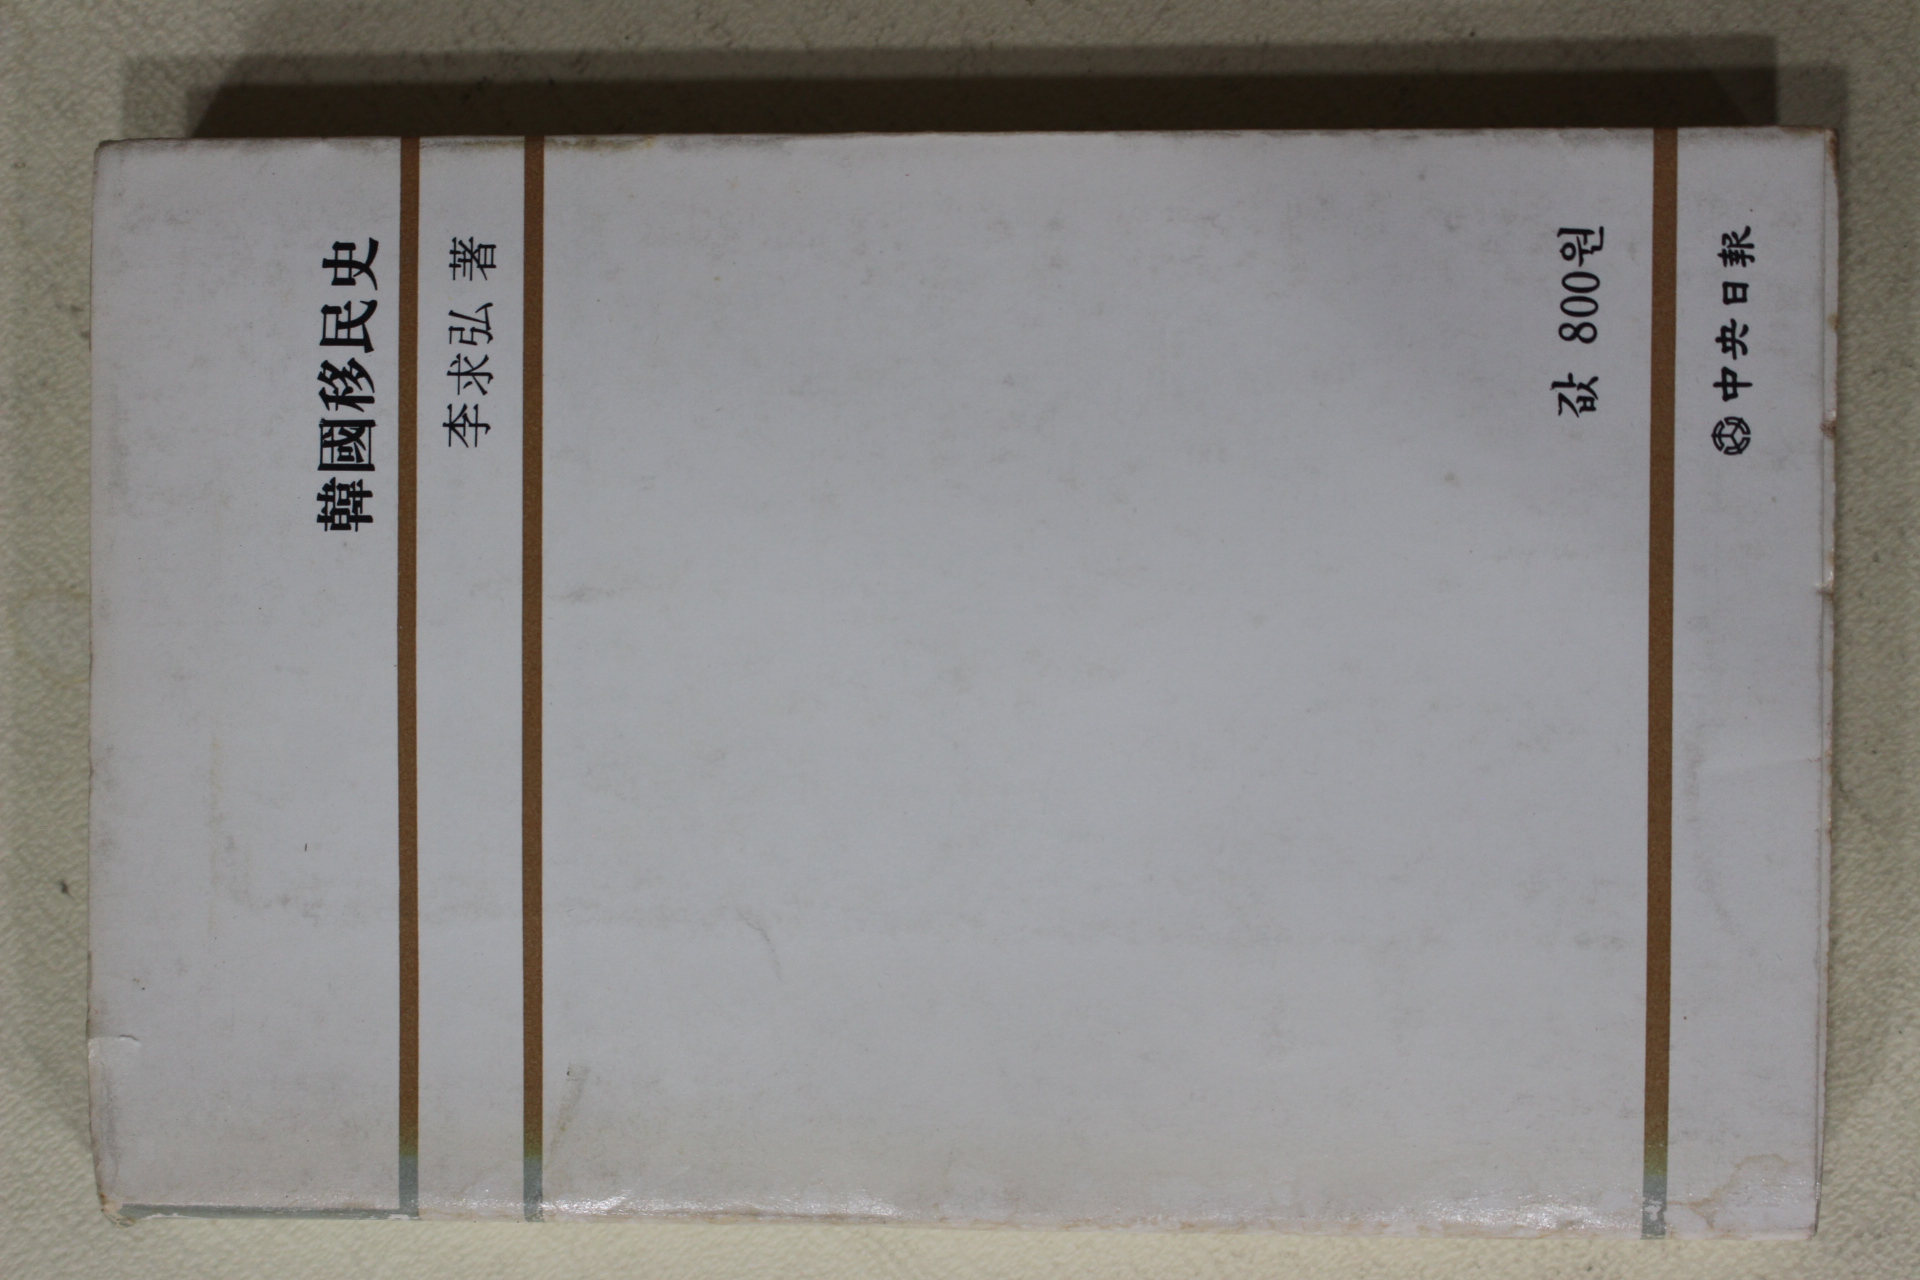 韓國移民史
李求弘 著
값 800원
中央日報